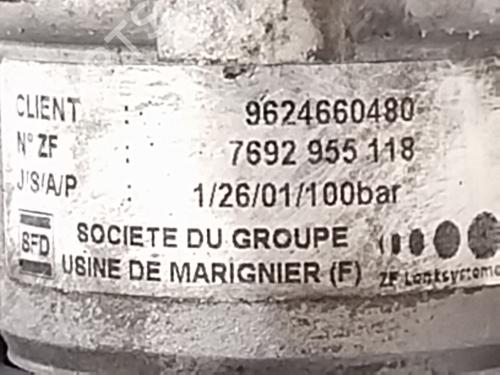 CLIENT : 9624660480
N° ZF : 7692 955 118
J/S/A/P : 1/26/01/100bar
SFD SOCIETE DU GROUPE
USINE DE MARIGNIER (F) ZF Lenksysteme